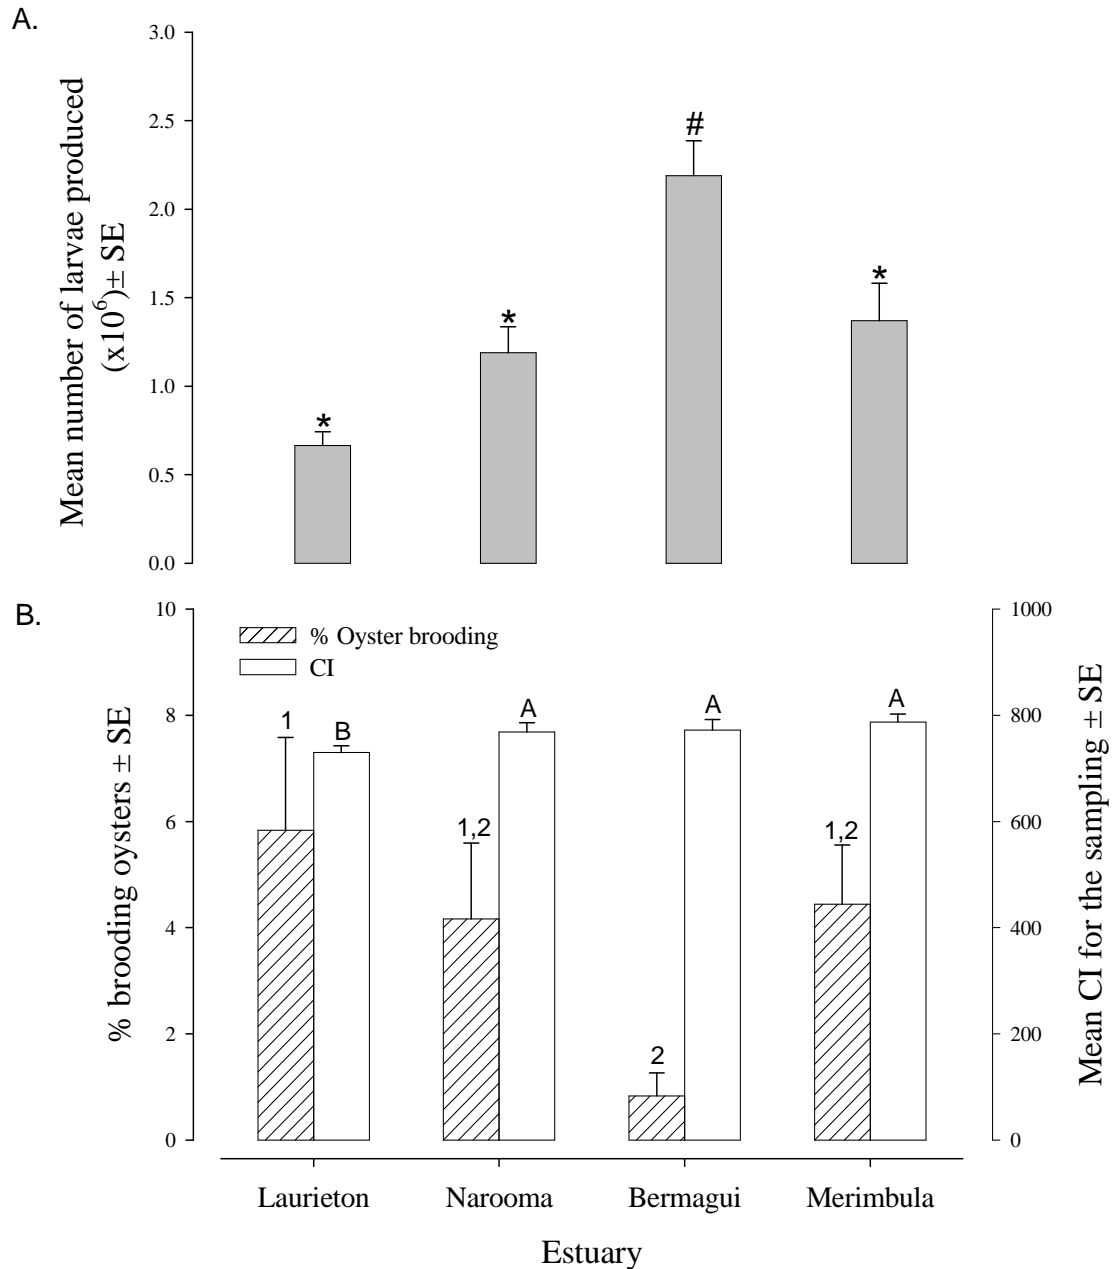 A.
Mean number of larvae produced
(x10⁶)± SE
3.0
2.5
2.0
1.5
1.0
0.5
0.0
*
*
#
*
B.
% brooding oysters ± SE
10
8
6
4
2
0
% Oyster brooding
CI
1
B
1,2
A
2
A
1,2
A
1000
800
600
400
200
0
Mean CI for the sampling ± SE
Laurieton Narooma Bermagui Merimbula
Estuary